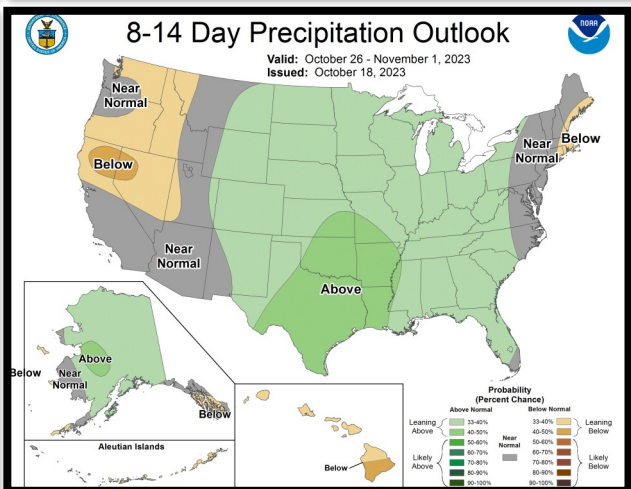 8-14 Day Precipitation Outlook
NOAA
Valid: October 26 - November 1, 2023
Issued: October 18, 2023
Near
Normal
Below
Near
Normal
Below
Near
Normal
Above
Above
Near
Normal
Below
Below
Aleutian Islands
Below
Probability
(Percent Chance)
Above Normal
Below Normal
Leaning
Above
33-40%
40-50%
50-60%
Likely
Above
60-70%
70-80%
80-90%
90-100%
Near
Normal
33-40%
40-50%
50-60%
60-70%
70-80%
80-90%
90-100%
Leaning
Below
Likely
Below